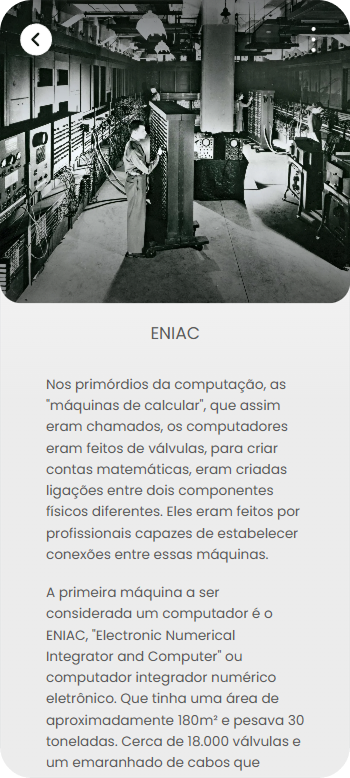 ENIAC
Nos primórdios da computação, as
"máquinas de calcular", que assim
eram chamados, os computadores
eram feitos de válvulas, para criar
contas matemáticas, eram criadas
ligações entre dois componentes
físicos diferentes. Eles eram feitos por
profissionais capazes de estabelecer
conexões entre essas máquinas.
A primeira máquina a ser
considerada um computador é o
ENIAC, "Electronic Numerical
Integrator and Computer" ou
computador integrador numérico
eletrônico. Que tinha uma área de
aproximadamente 180m² e pesava 30
toneladas. Cerca de 18.000 válvulas e
um emaranhado de cabos que